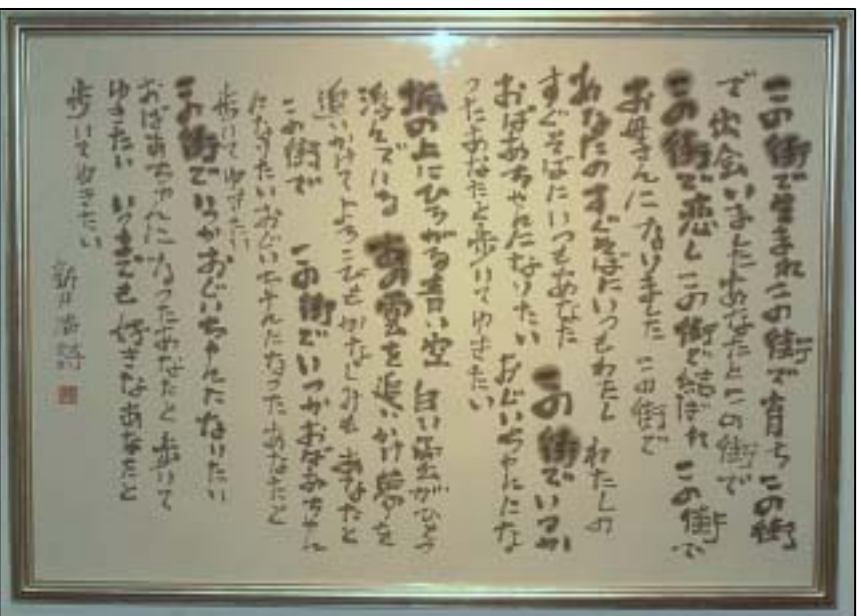 この街で生まれこの街で育ちこの街
で出会いましたあなたとこの街で
この街で恋しこの街で結ばれ この街で
お母さんになりました この街で
あなたのすぐそばにいつもわたし わたしの
すぐそばにいつもあなた この街でいつか
おばあちゃんになりたい おじいちゃんにな
ったあなたと歩いてゆきたい
坂の上にひろがる青い空 白い雲がひとつ
浮んでいる あの雲を追いかけ夢を
追いかけてよろこびもかなしみも あなたと
この街で この街でいつかおばあちゃん
になりたいおじいちゃんになったあなたと
歩いてゆきたい
この街でいつかおじいちゃんになりたい
おばあちゃんになったあなたと歩いて
ゆきたい いつまでも好きなあなたと
歩いてゆきたい
新井満